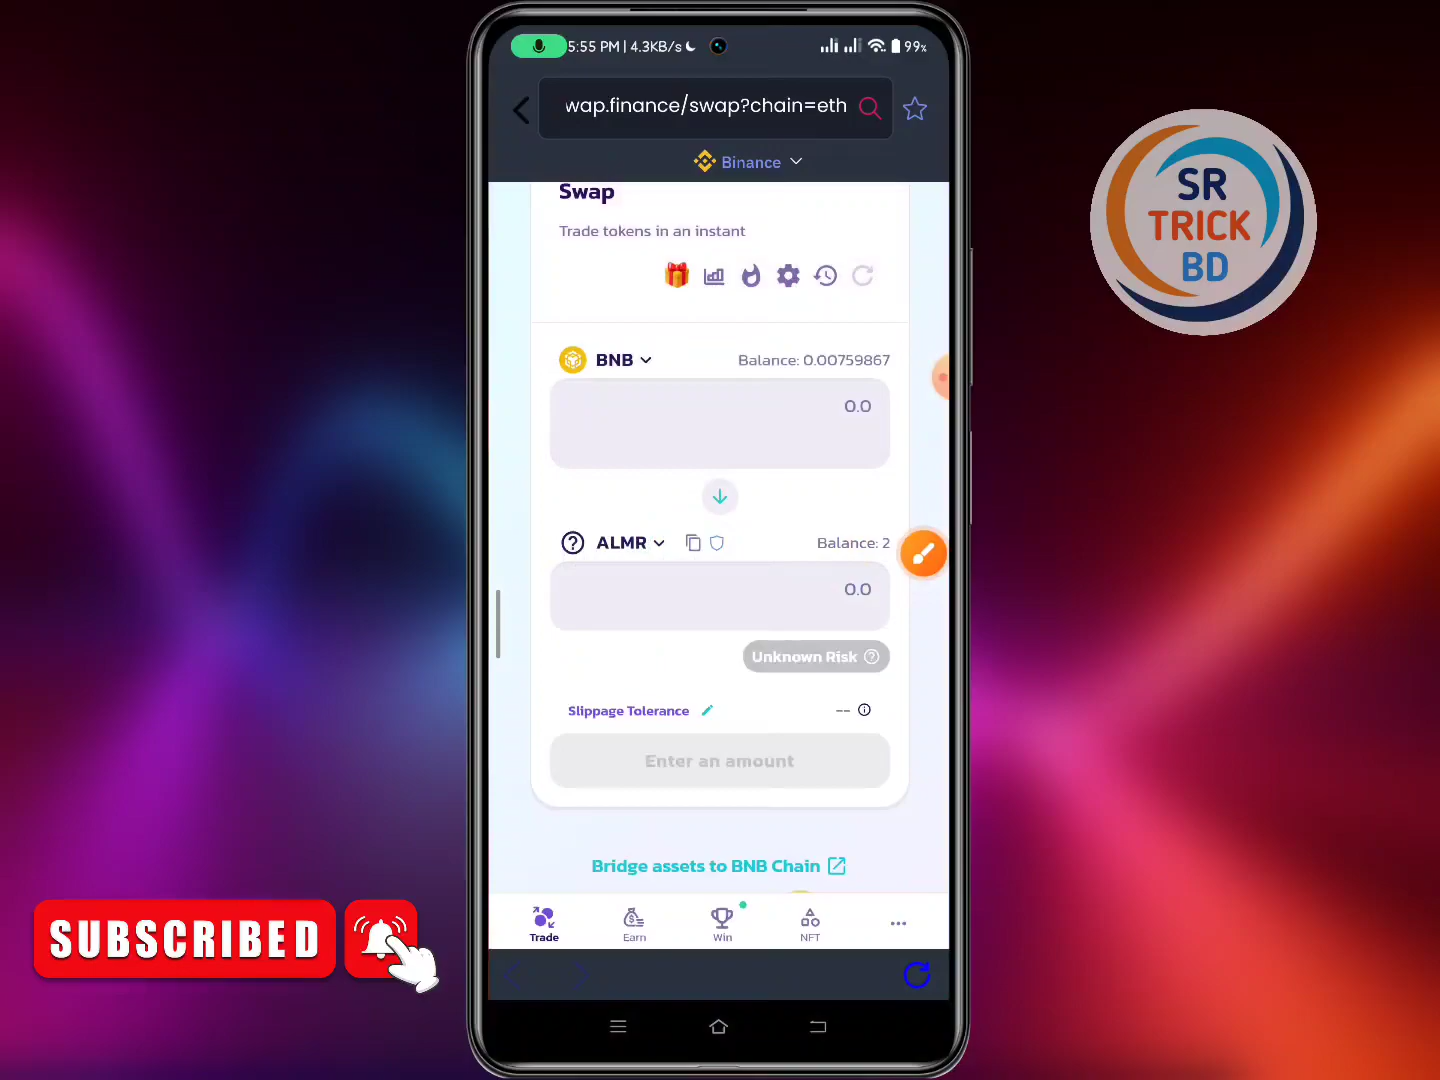 5:55 PM | 4.3KB/s
99%
wap.finance/swap?chain=eth
Binance
Swap
Trade tokens in an instant
BNB
Balance: 0.00759867
0.0
ALMR
Balance: 2
0.0
Unknown Risk
Slippage Tolerance
--
Enter an amount
Bridge assets to BNB Chain
Trade
Earn
Win
NFT
SR
TRICK
BD
SUBSCRIBED